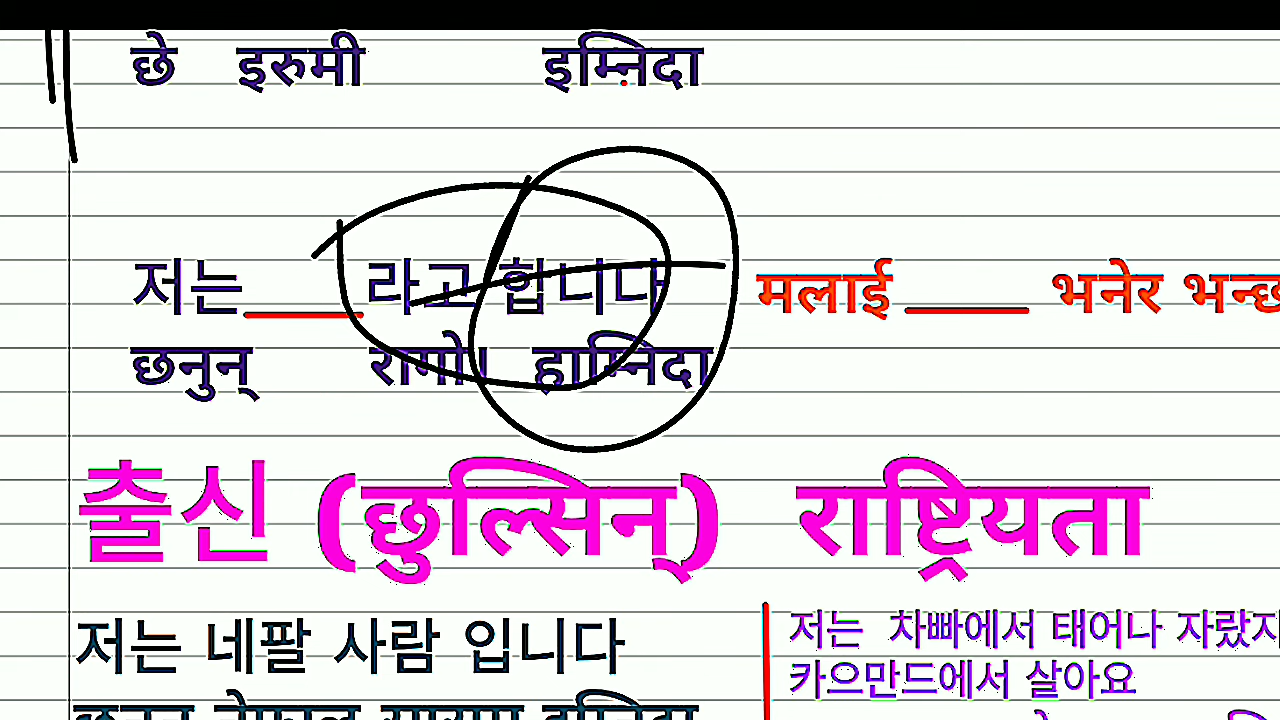 छे इरुमी इम्निदा
저는____ 라고 합니다 मलाई ____ भनेर भन्छ
छनुन् रागो। हाम्निदा
출신 (छुल्सिन्) राष्ट्रियता
저는 네팔 사람 입니다
저는 차빠에서 태어나 자랐지
카으만드에서 살아요